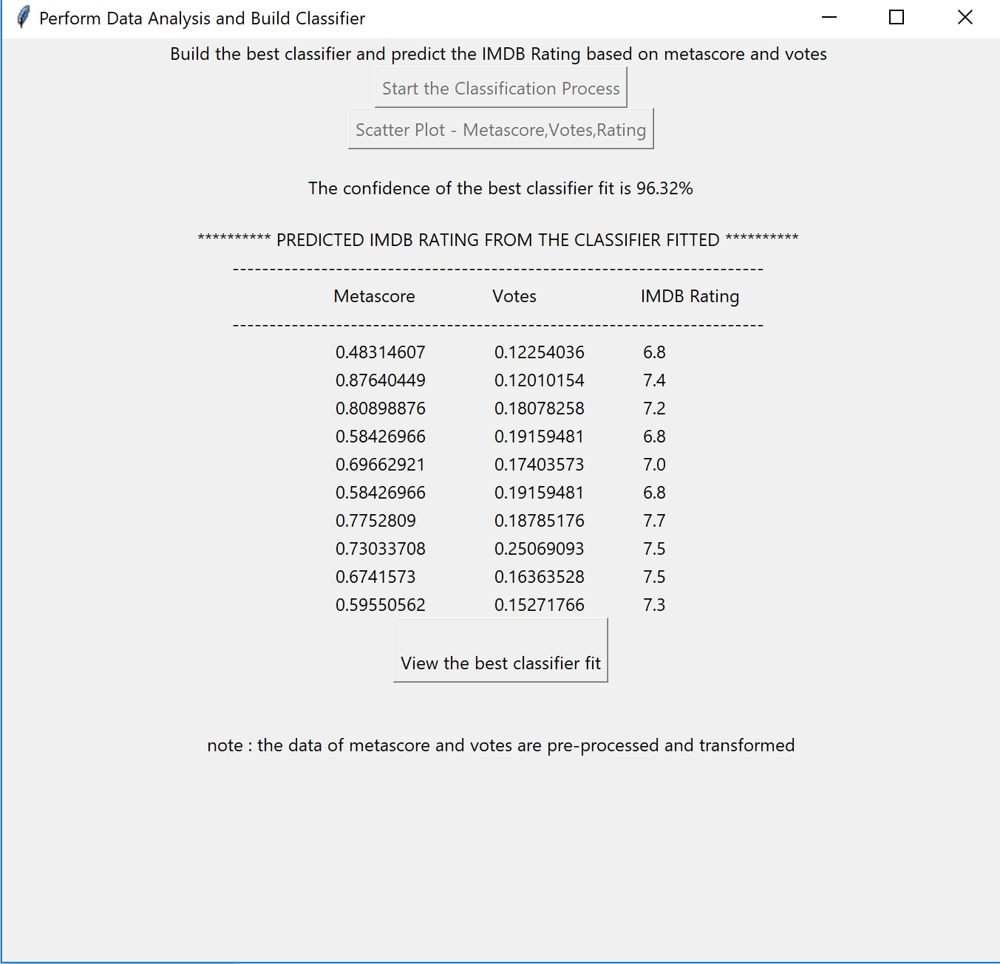 Perform Data Analysis and Build Classifier
Build the best classifier and predict the IMDB Rating based on metascore and votes
Start the Classification Process
Scatter Plot - Metascore,Votes,Rating
The confidence of the best classifier fit is 96.32%
********** PREDICTED IMDB RATING FROM THE CLASSIFIER FITTED **********
------------------------------------------------------------------------
Metascore Votes IMDB Rating
------------------------------------------------------------------------
0.48314607 0.12254036 6.8
0.87640449 0.12010154 7.4
0.80898876 0.18078258 7.2
0.58426966 0.19159481 6.8
0.69662921 0.17403573 7.0
0.58426966 0.19159481 6.8
0.7752809 0.18785176 7.7
0.73033708 0.25069093 7.5
0.6741573 0.16363528 7.5
0.59550562 0.15271766 7.3
View the best classifier fit
note : the data of metascore and votes are pre-processed and transformed